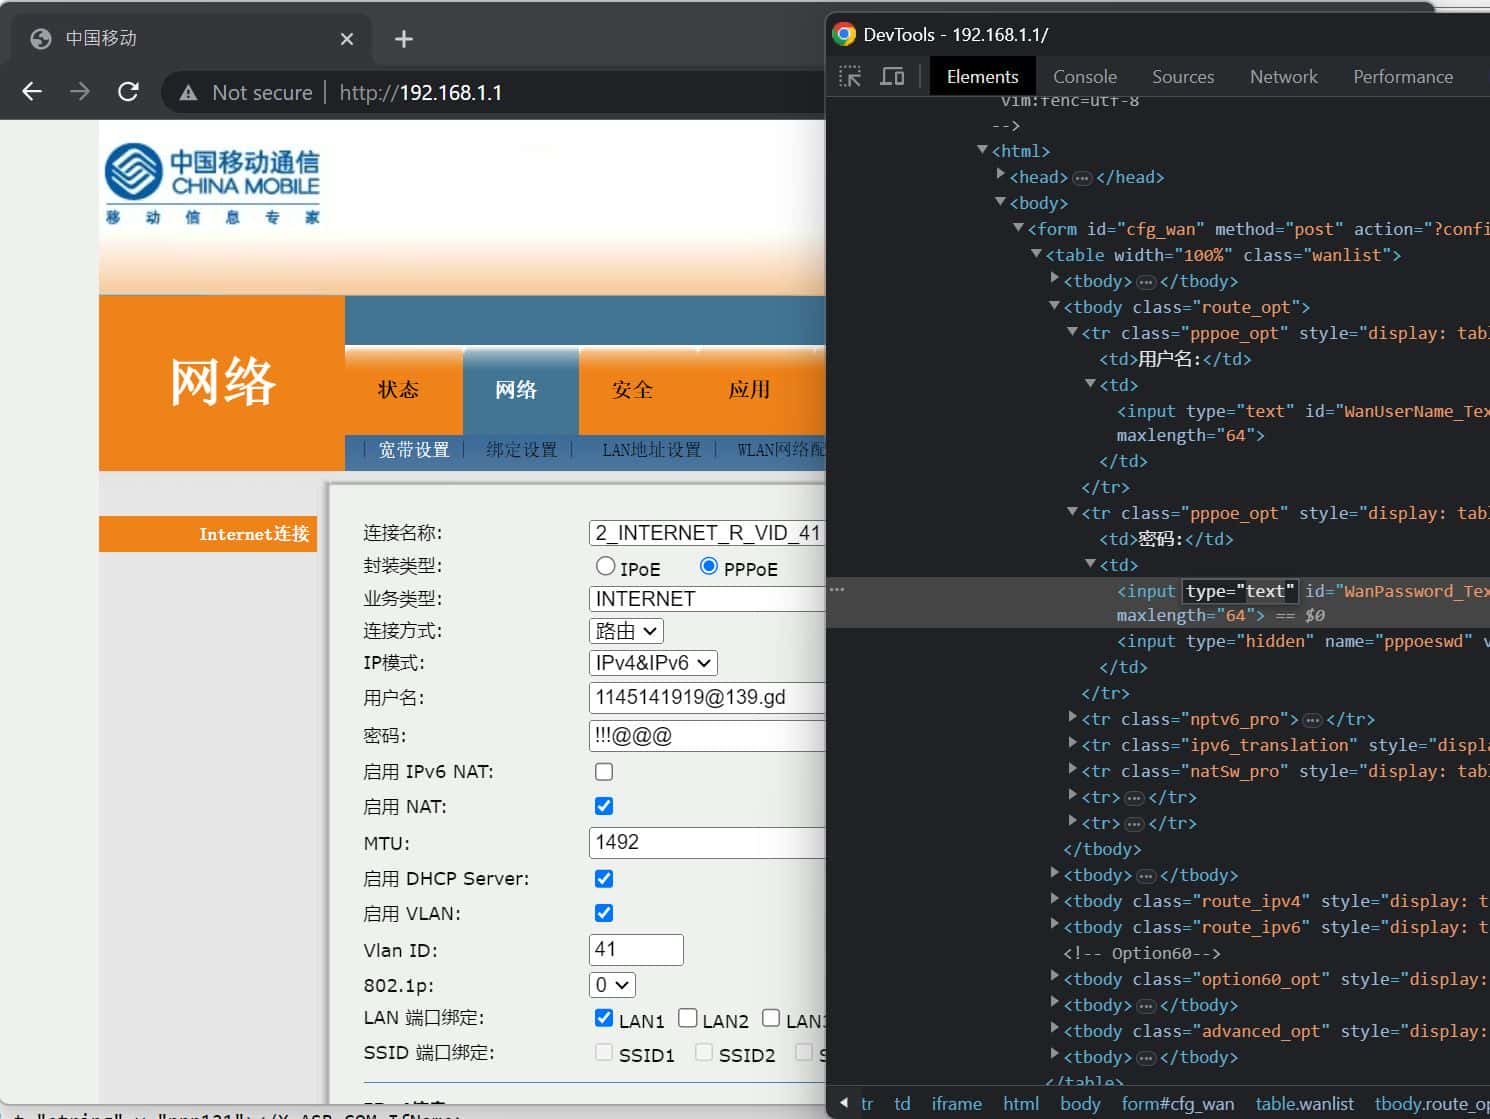 中国移动
Not secure
http://192.168.1.1
中国移动通信
CHINA MOBILE
移 动 信 息 专 家
网络
状态
网络
安全
应用
宽带设置
绑定设置
LAN地址设置
WLAN网络配
Internet连接
连接名称:
2_INTERNET_R_VID_41
封装类型:
IPoE
PPPoE
业务类型:
INTERNET
连接方式:
路由
IP模式:
IPv4&IPv6
用户名:
1145141919@139.gd
密码:
!!!@@@
启用 IPv6 NAT:
启用 NAT:
MTU:
1492
启用 DHCP Server:
启用 VLAN:
Vlan ID:
41
802.1p:
0
LAN 端口绑定:
LAN1
LAN2
SSID 端口绑定:
SSID1
SSID2
DevTools - 192.168.1.1/
Elements
Console
Sources
Network
Performance
vim:fenc=utf-8
-->
<html>
<head> … </head>
<body>
<form id="cfg_wan" method="post" action="?confi
<table width="100%" class="wanlist">
<tbody> … </tbody>
<tbody class="route_opt">
<tr class="pppoe_opt" style="display: tabl
<td>用户名:</td>
<td>
<input type="text" id="WanUserName_Tex
maxlength="64">
</td>
</tr>
<tr class="pppoe_opt" style="display: tabl
<td>密码:</td>
<td>
… <input type="text" id="WanPassword_Tex
maxlength="64"> == $0
<input type="hidden" name="pppoeswd" v
</td>
</tr>
<tr class="nptv6_pro"> … </tr>
<tr class="ipv6_translation" style="displa
<tr class="natSw_pro" style="display: tabl
<tr> … </tr>
<tr> … </tr>
</tbody>
<tbody> … </tbody>
<tbody class="route_ipv4" style="display: t
<tbody class="route_ipv6" style="display: t
<!-- Option60-->
<tbody class="option60_opt" style="display:
<tbody> … </tbody>
<tbody class="advanced_opt" style="display:
<tbody> … </tbody>
</table>
tr td iframe html body form#cfg_wan table.wanlist tbody.route_op